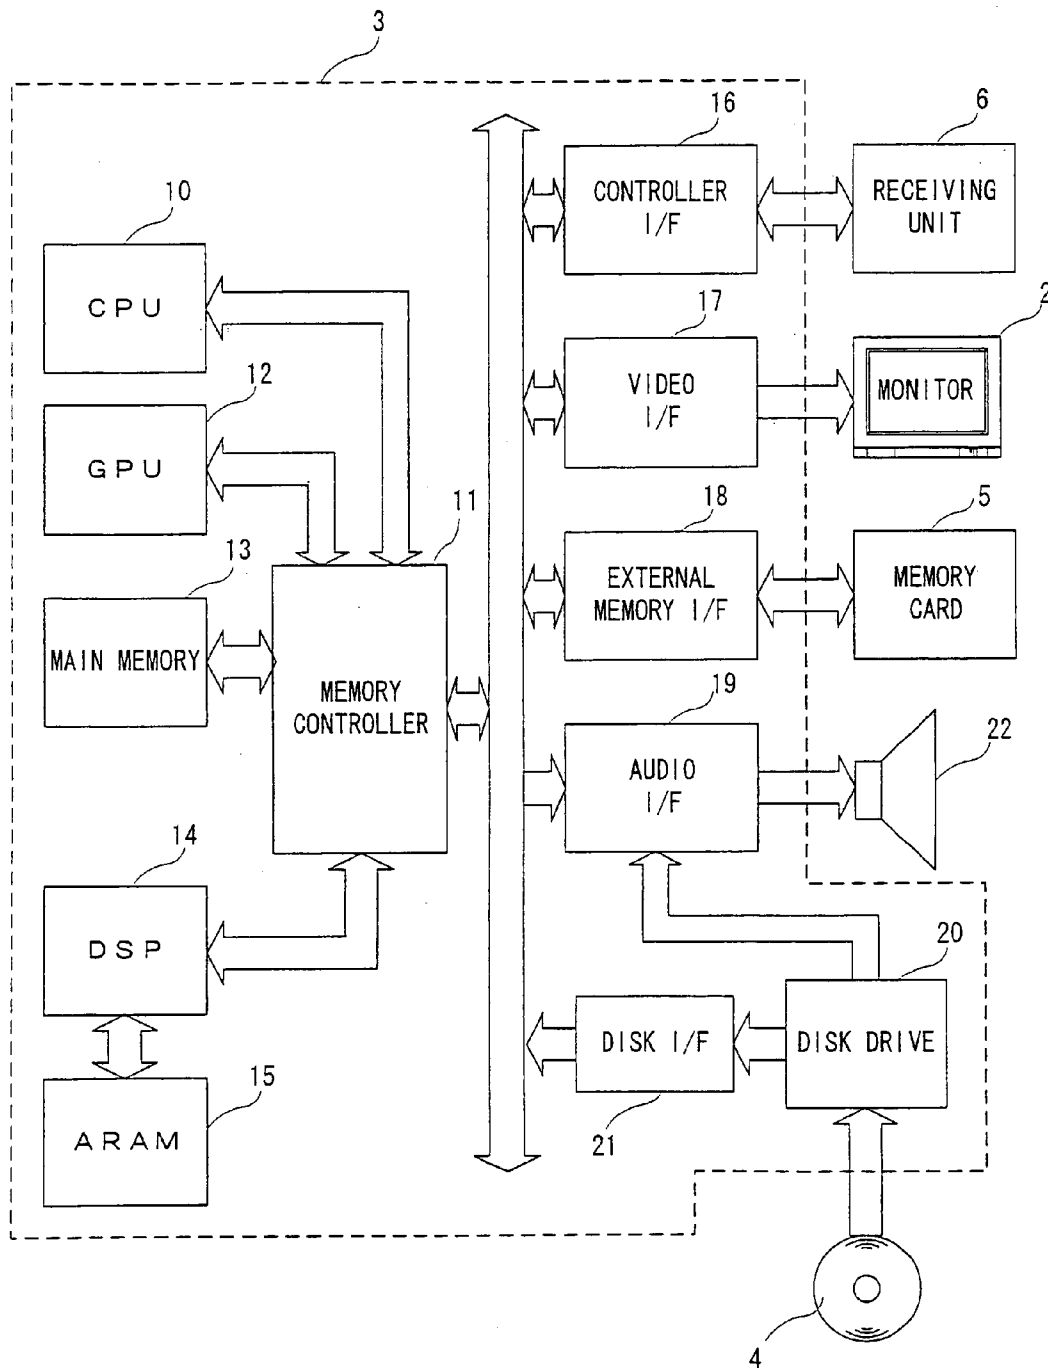 3
16
6
CONTROLLER
I/F
RECEIVING
UNIT
10
CPU
17
2
VIDEO
I/F
MONITOR
12
GPU
11
18
5
EXTERNAL
MEMORY I/F
MEMORY
CARD
13
MAIN MEMORY
MEMORY
CONTROLLER
19
22
AUDIO
I/F
14
DSP
20
DISK I/F
DISK DRIVE
21
15
ARAM
4